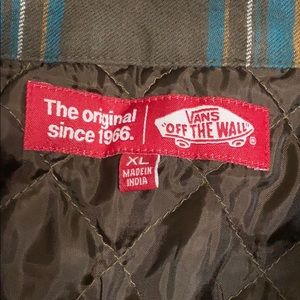 The original
since 1966.
VANS
"OFF THE WALL"
®
XL
MADE IN
INDIA